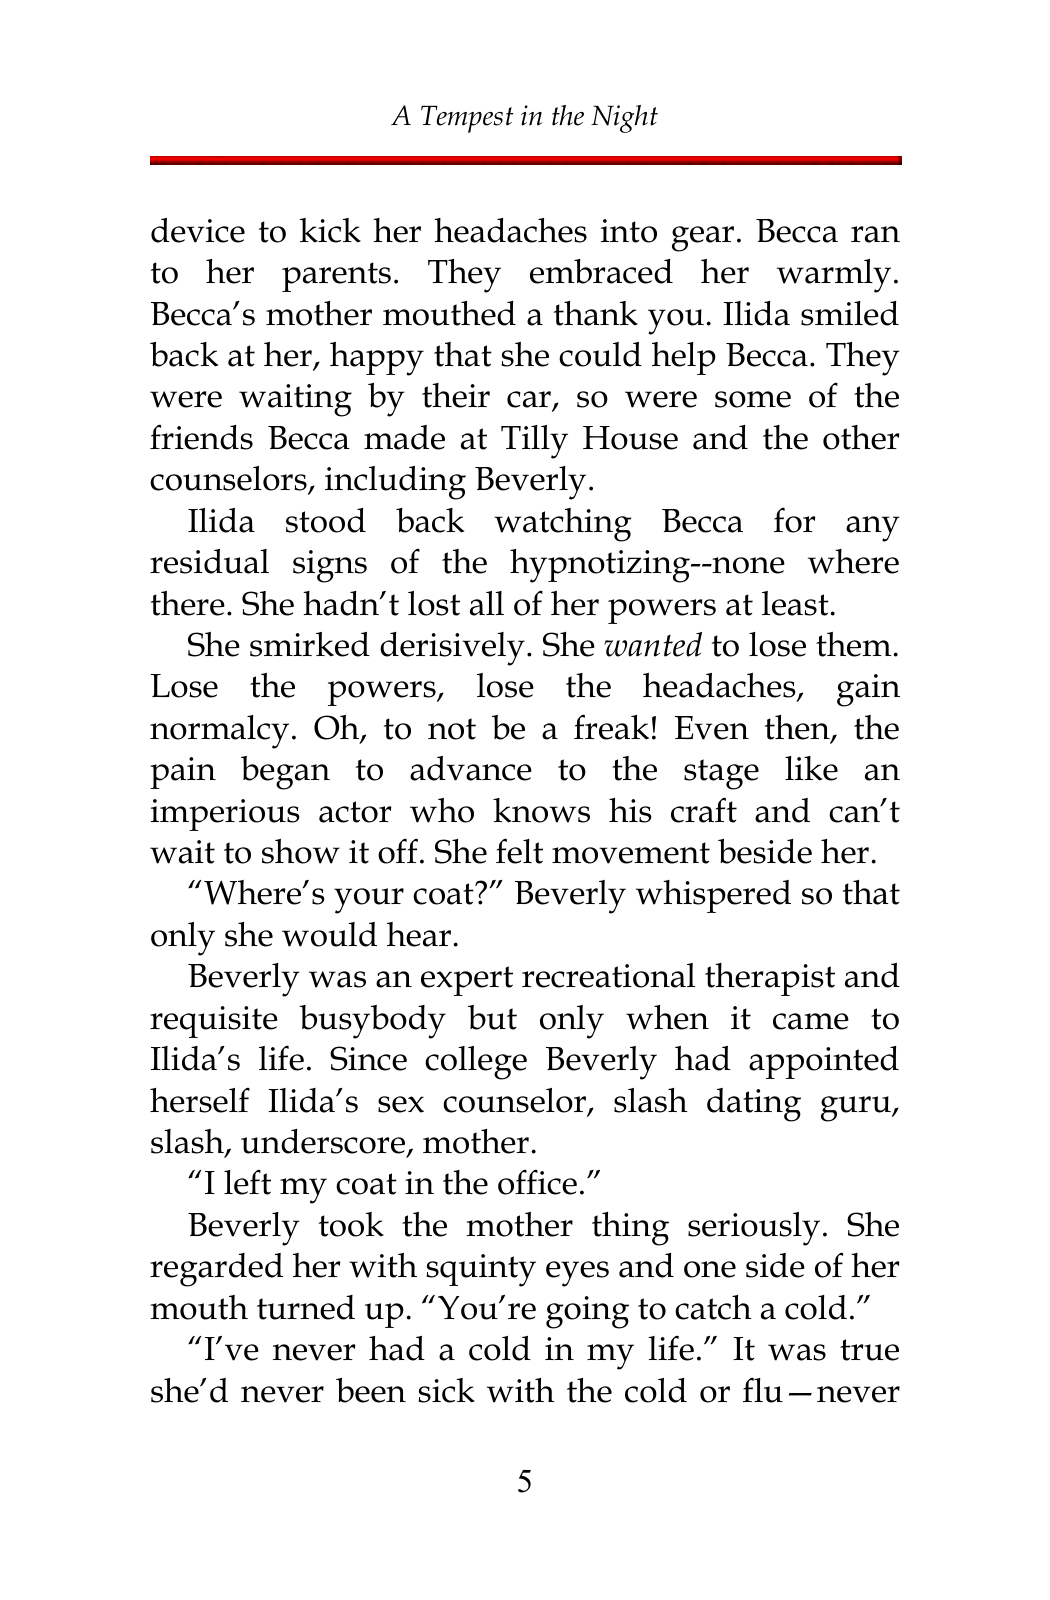 A Tempest in the Night
device to kick her headaches into gear. Becca ran
to her parents. They embraced her warmly.
Becca’s mother mouthed a thank you. Ilida smiled
back at her, happy that she could help Becca. They
were waiting by their car, so were some of the
friends Becca made at Tilly House and the other
counselors, including Beverly.
Ilida stood back watching Becca for any
residual signs of the hypnotizing--none where
there. She hadn’t lost all of her powers at least.
She smirked derisively. She wanted to lose them.
Lose the powers, lose the headaches, gain
normalcy. Oh, to not be a freak! Even then, the
pain began to advance to the stage like an
imperious actor who knows his craft and can’t
wait to show it off. She felt movement beside her.
“Where’s your coat?” Beverly whispered so that
only she would hear.
Beverly was an expert recreational therapist and
requisite busybody but only when it came to
Ilida’s life. Since college Beverly had appointed
herself Ilida’s sex counselor, slash dating guru,
slash, underscore, mother.
“I left my coat in the office.”
Beverly took the mother thing seriously. She
regarded her with squinty eyes and one side of her
mouth turned up. “You’re going to catch a cold.”
“I’ve never had a cold in my life.” It was true
she’d never been sick with the cold or flu—never
5